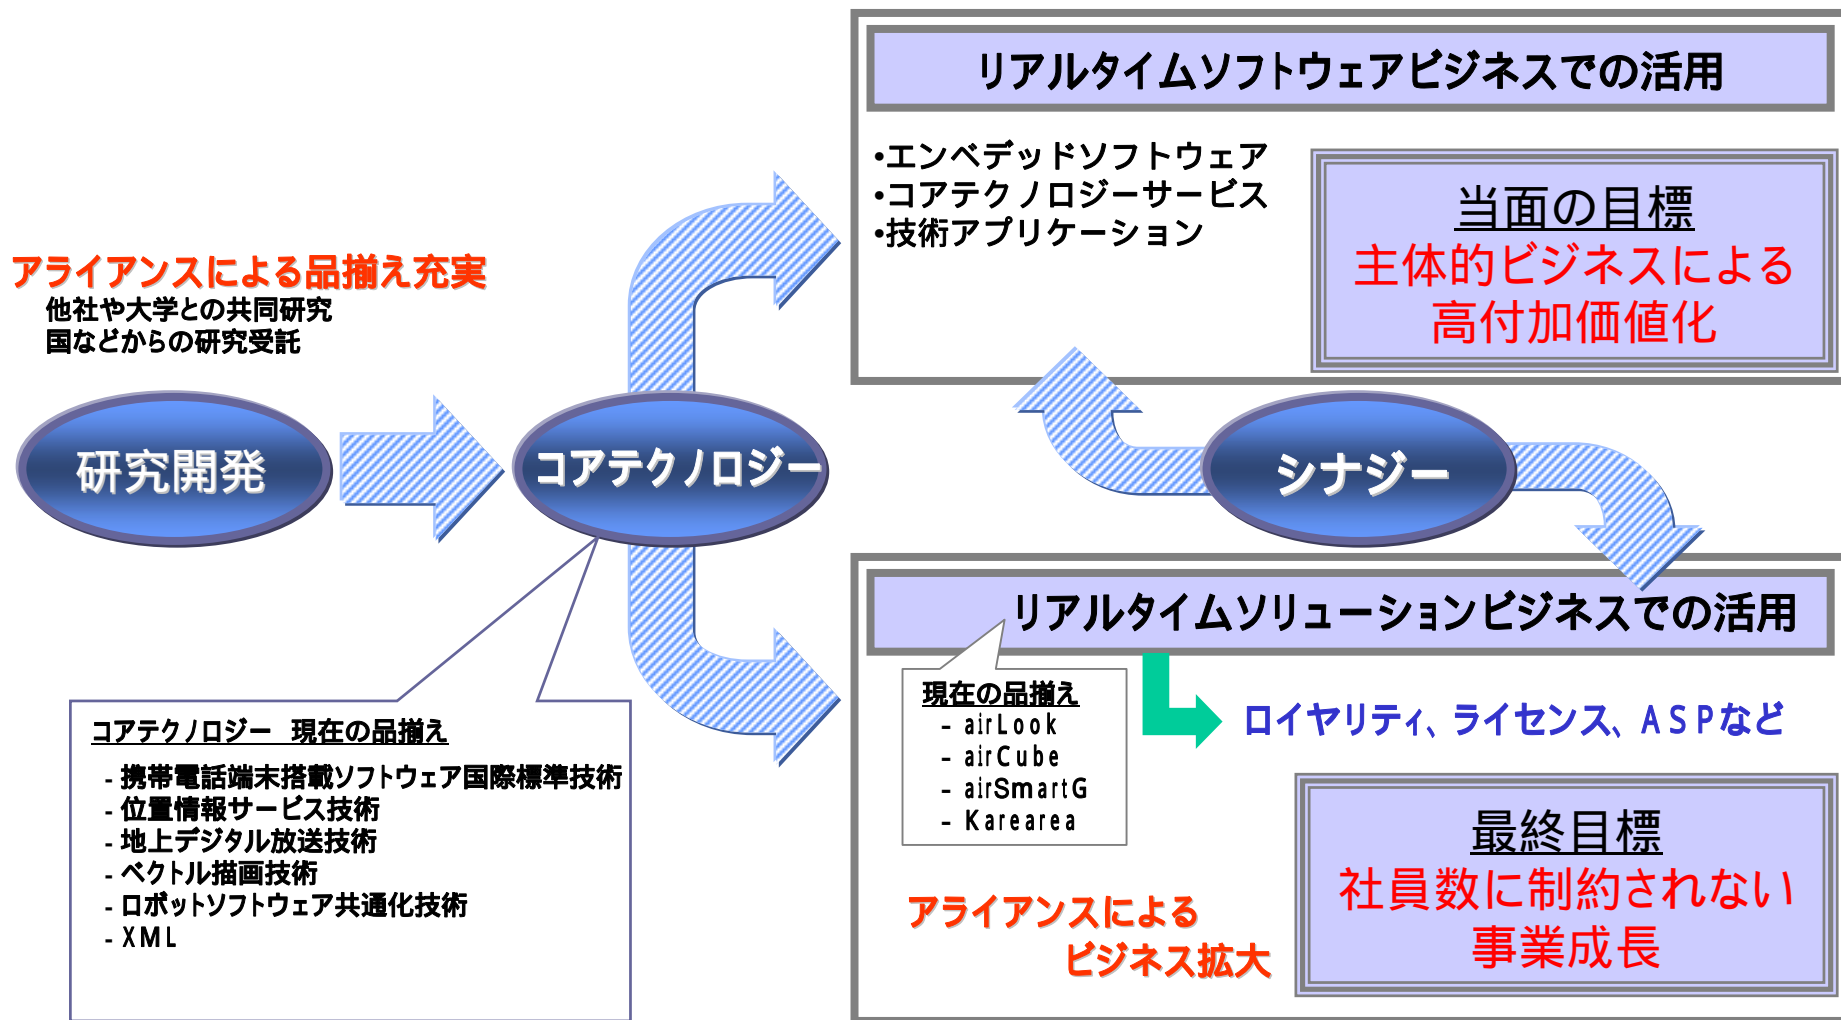 アライアンスによる品揃え充実
他社や大学との共同研究
国などからの研究受託
研究開発
コアテクノロジー
コアテクノロジー 現在の品揃え
- 携帯電話端末搭載ソフトウェア国際標準技術
- 位置情報サービス技術
- 地上デジタル放送技術
- ベクトル描画技術
- ロボットソフトウェア共通化技術
- XML
リアルタイムソフトウェアビジネスでの活用
•エンベデッドソフトウェア
•コアテクノロジーサービス
•技術アプリケーション
当面の目標
主体的ビジネスによる
高付加価値化
シナジー
リアルタイムソリューションビジネスでの活用
現在の品揃え
– airLook
– airCube
– airSmartG
– Karearea
ロイヤリティ、ライセンス、ASPなど
アライアンスによる
ビジネス拡大
最終目標
社員数に制約されない
事業成長